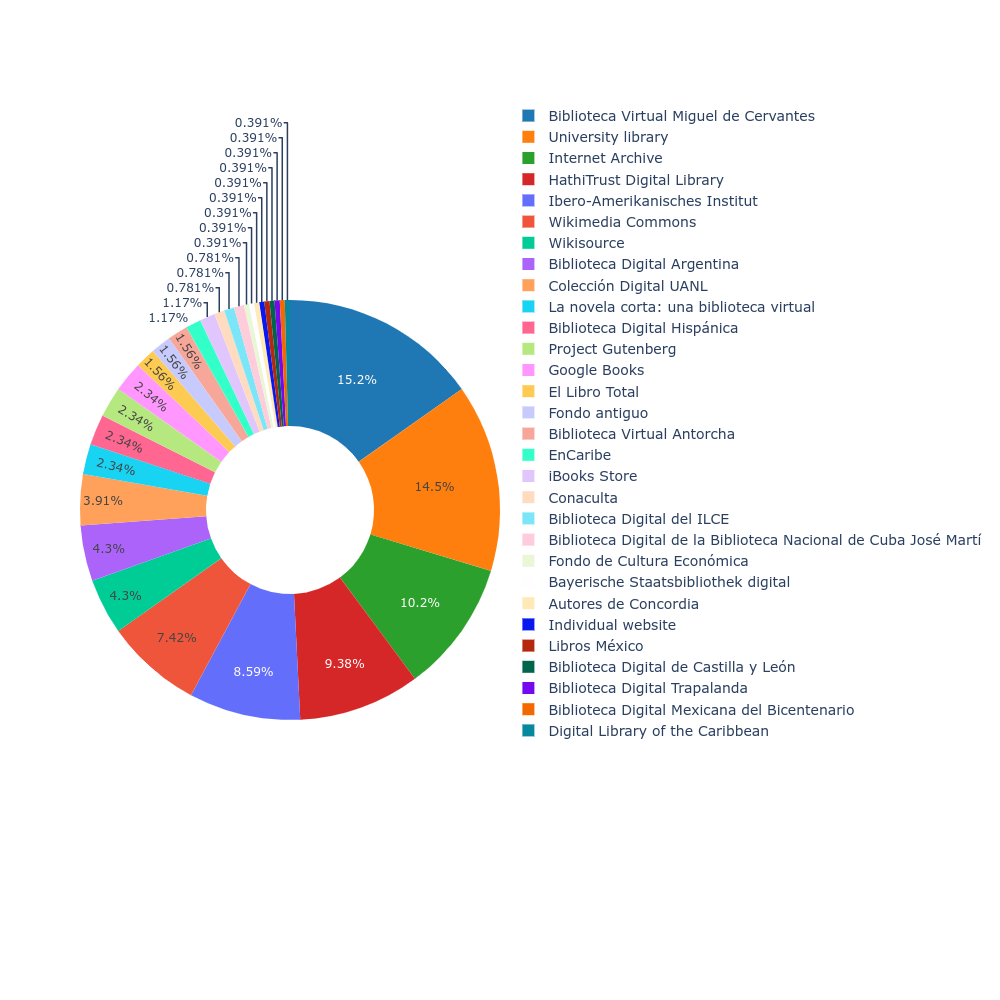 0.391%
0.391%
0.391%
0.391%
0.391%
0.391%
0.391%
0.391%
0.391%
0.781%
0.781%
0.781%
1.17%
1.17%
1.56%
1.56%
1.56%
2.34%
2.34%
2.34%
2.34%
3.91%
4.3%
4.3%
7.42%
8.59%
9.38%
10.2%
14.5%
15.2%
Biblioteca Virtual Miguel de Cervantes
University library
Internet Archive
HathiTrust Digital Library
Ibero-Amerikanisches Institut
Wikimedia Commons
Wikisource
Biblioteca Digital Argentina
Colección Digital UANL
La novela corta: una biblioteca virtual
Biblioteca Digital Hispánica
Project Gutenberg
Google Books
El Libro Total
Fondo antiguo
Biblioteca Virtual Antorcha
EnCaribe
iBooks Store
Conaculta
Biblioteca Digital del ILCE
Biblioteca Digital de la Biblioteca Nacional de Cuba José Martí
Fondo de Cultura Económica
Bayerische Staatsbibliothek digital
Autores de Concordia
Individual website
Libros México
Biblioteca Digital de Castilla y León
Biblioteca Digital Trapalanda
Biblioteca Digital Mexicana del Bicentenario
Digital Library of the Caribbean